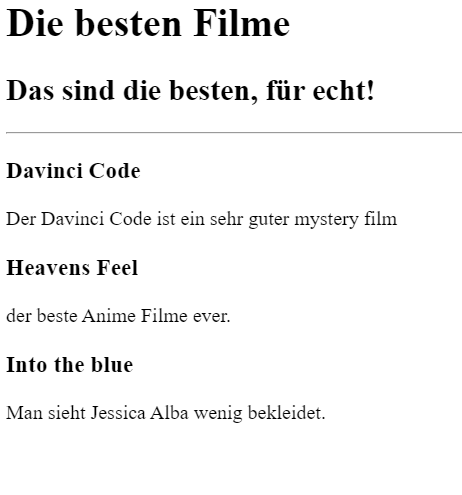 Die besten Filme
Das sind die besten, für echt!
Davinci Code
Der Davinci Code ist ein sehr guter mystery film
Heavens Feel
der beste Anime Filme ever.
Into the blue
Man sieht Jessica Alba wenig bekleidet.